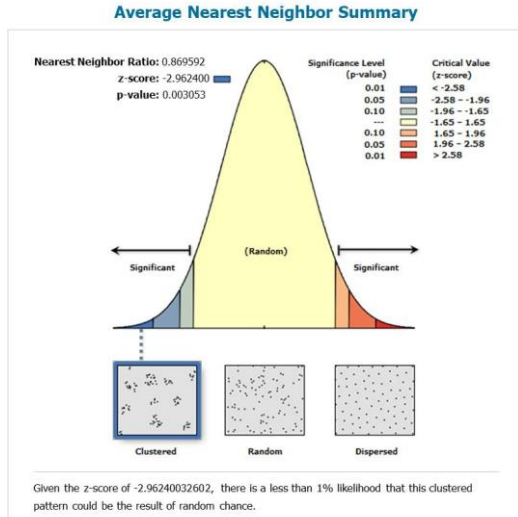 Average Nearest Neighbor Summary
Nearest Neighbor Ratio: 0.869592
z-score: -2.962400
p-value: 0.003053
Significance Level
(p-value)
Critical Value
(z-score)
0.01 < -2.58
0.05 -2.58 – -1.96
0.10 -1.96 – -1.65
--- -1.65 – 1.65
0.10 1.65 – 1.96
0.05 1.96 – 2.58
0.01 > 2.58
(Random)
Significant
Significant
Clustered
Random
Dispersed
Given the z-score of -2.96240032602, there is a less than 1% likelihood that this clustered
pattern could be the result of random chance.